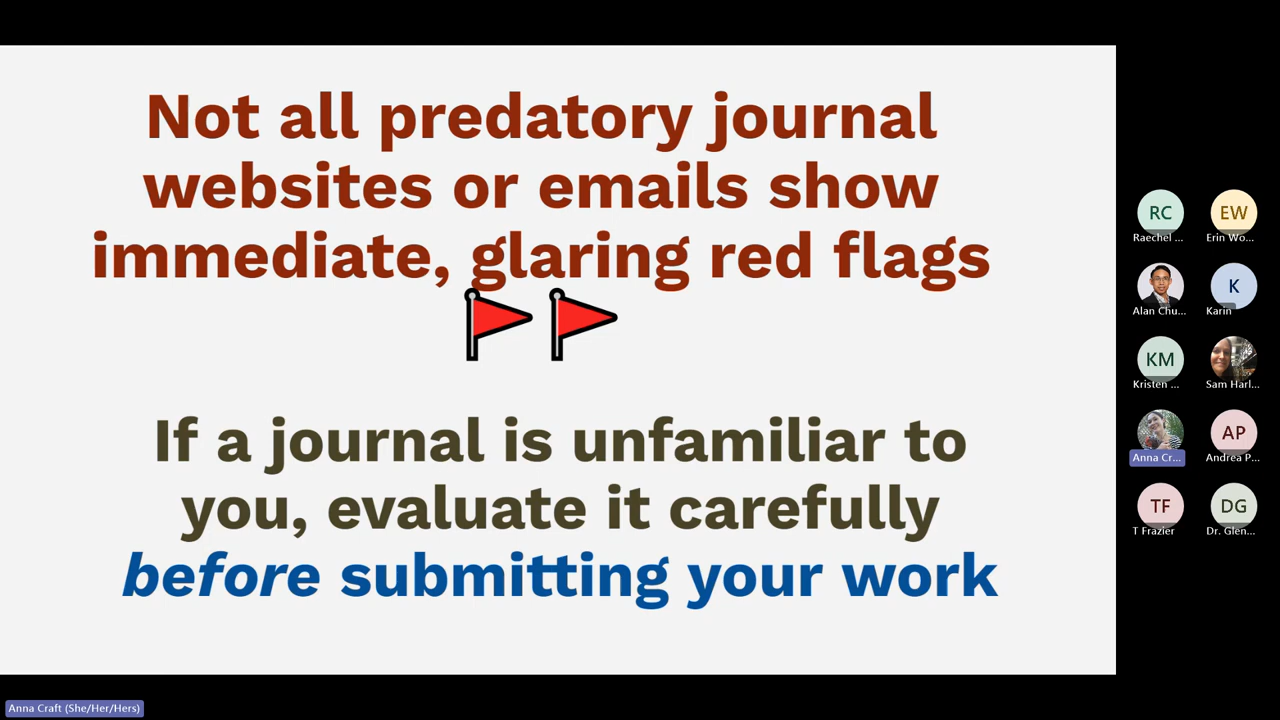 Not all predatory journal
websites or emails show
immediate, glaring red flags
If a journal is unfamiliar to
you, evaluate it carefully
before submitting your work
RC
EW
Raechel ...
Erin Wo...
K
Alan Chu...
Karin
KM
Kristen ...
Sam Harl...
AP
Anna Cr...
Andrea P...
TF
DG
T Frazier
Dr. Glen...
Anna Craft (She/Her/Hers)